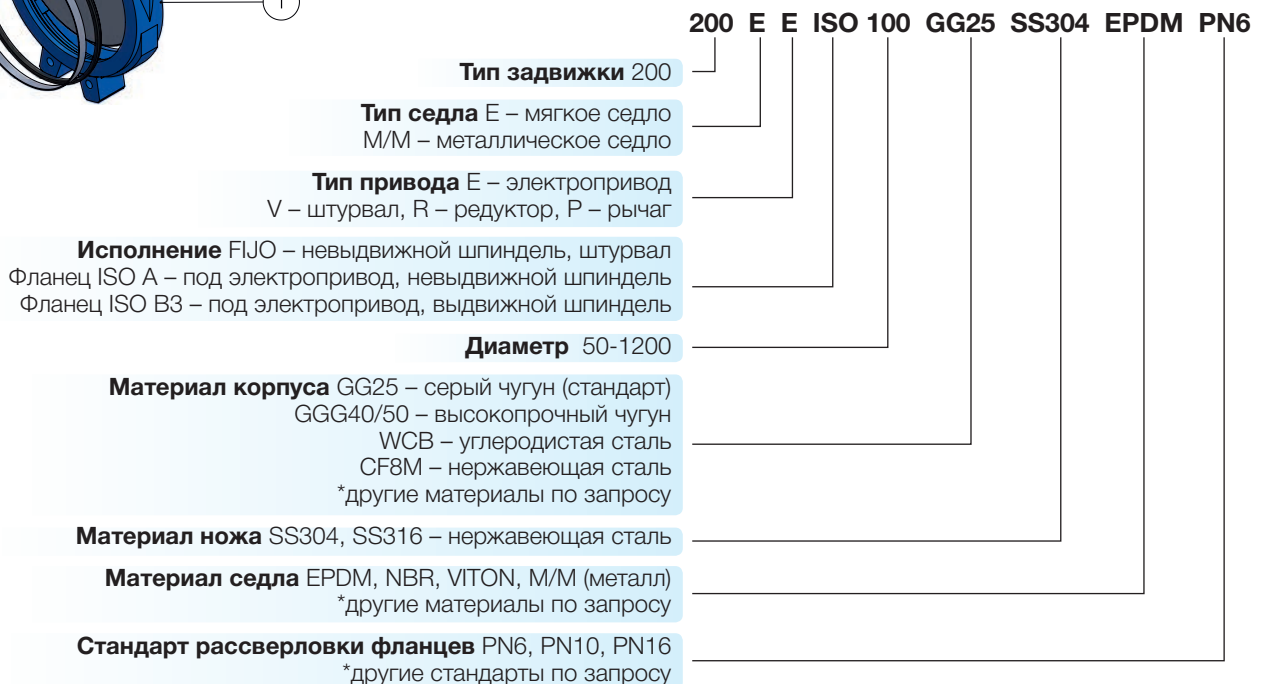 1
200 E E ISO 100 GG25 SS304 EPDM PN6
Тип задвижки 200
Тип седла E – мягкое седло
M/M – металлическое седло
Тип привода E – электропривод
V – штурвал, R – редуктор, P – рычаг
Исполнение FIJO – невыдвижной шпиндель, штурвал
Фланец ISO A – под электропривод, невыдвижной шпиндель
Фланец ISO B3 – под электропривод, выдвижной шпиндель
Диаметр 50-1200
Материал корпуса GG25 – серый чугун (стандарт)
GGG40/50 – высокопрочный чугун
WCB – углеродистая сталь
CF8M – нержавеющая сталь
*другие материалы по запросу
Материал ножа SS304, SS316 – нержавеющая сталь
Материал седла EPDM, NBR, VITON, M/M (металл)
*другие материалы по запросу
Стандарт рассверловки фланцев PN6, PN10, PN16
*другие стандарты по запросу